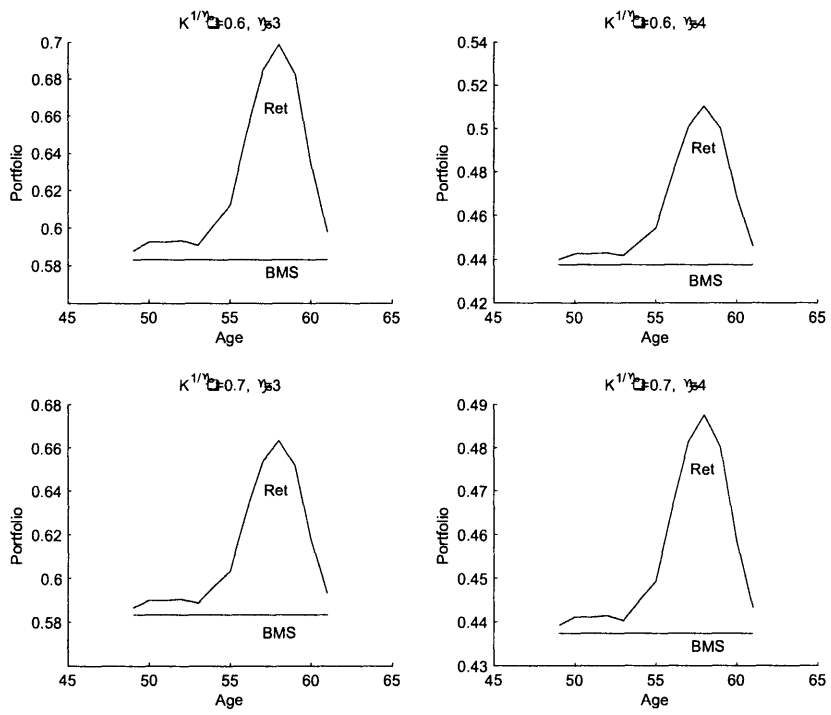 K^1/γ =0.6, γ=3
0.7
0.68
0.66
0.64
0.62
0.6
0.58
Portfolio
Ret
BMS
45 50 55 60 65
Age
K^1/γ =0.6, γ=4
0.54
0.52
0.5
0.48
0.46
0.44
0.42
Portfolio
Ret
BMS
45 50 55 60 65
Age
K^1/γ =0.7, γ=3
0.68
0.66
0.64
0.62
0.6
0.58
Portfolio
Ret
BMS
45 50 55 60 65
Age
K^1/γ =0.7, γ=4
0.49
0.48
0.47
0.46
0.45
0.44
0.43
Portfolio
Ret
BMS
45 50 55 60 65
Age